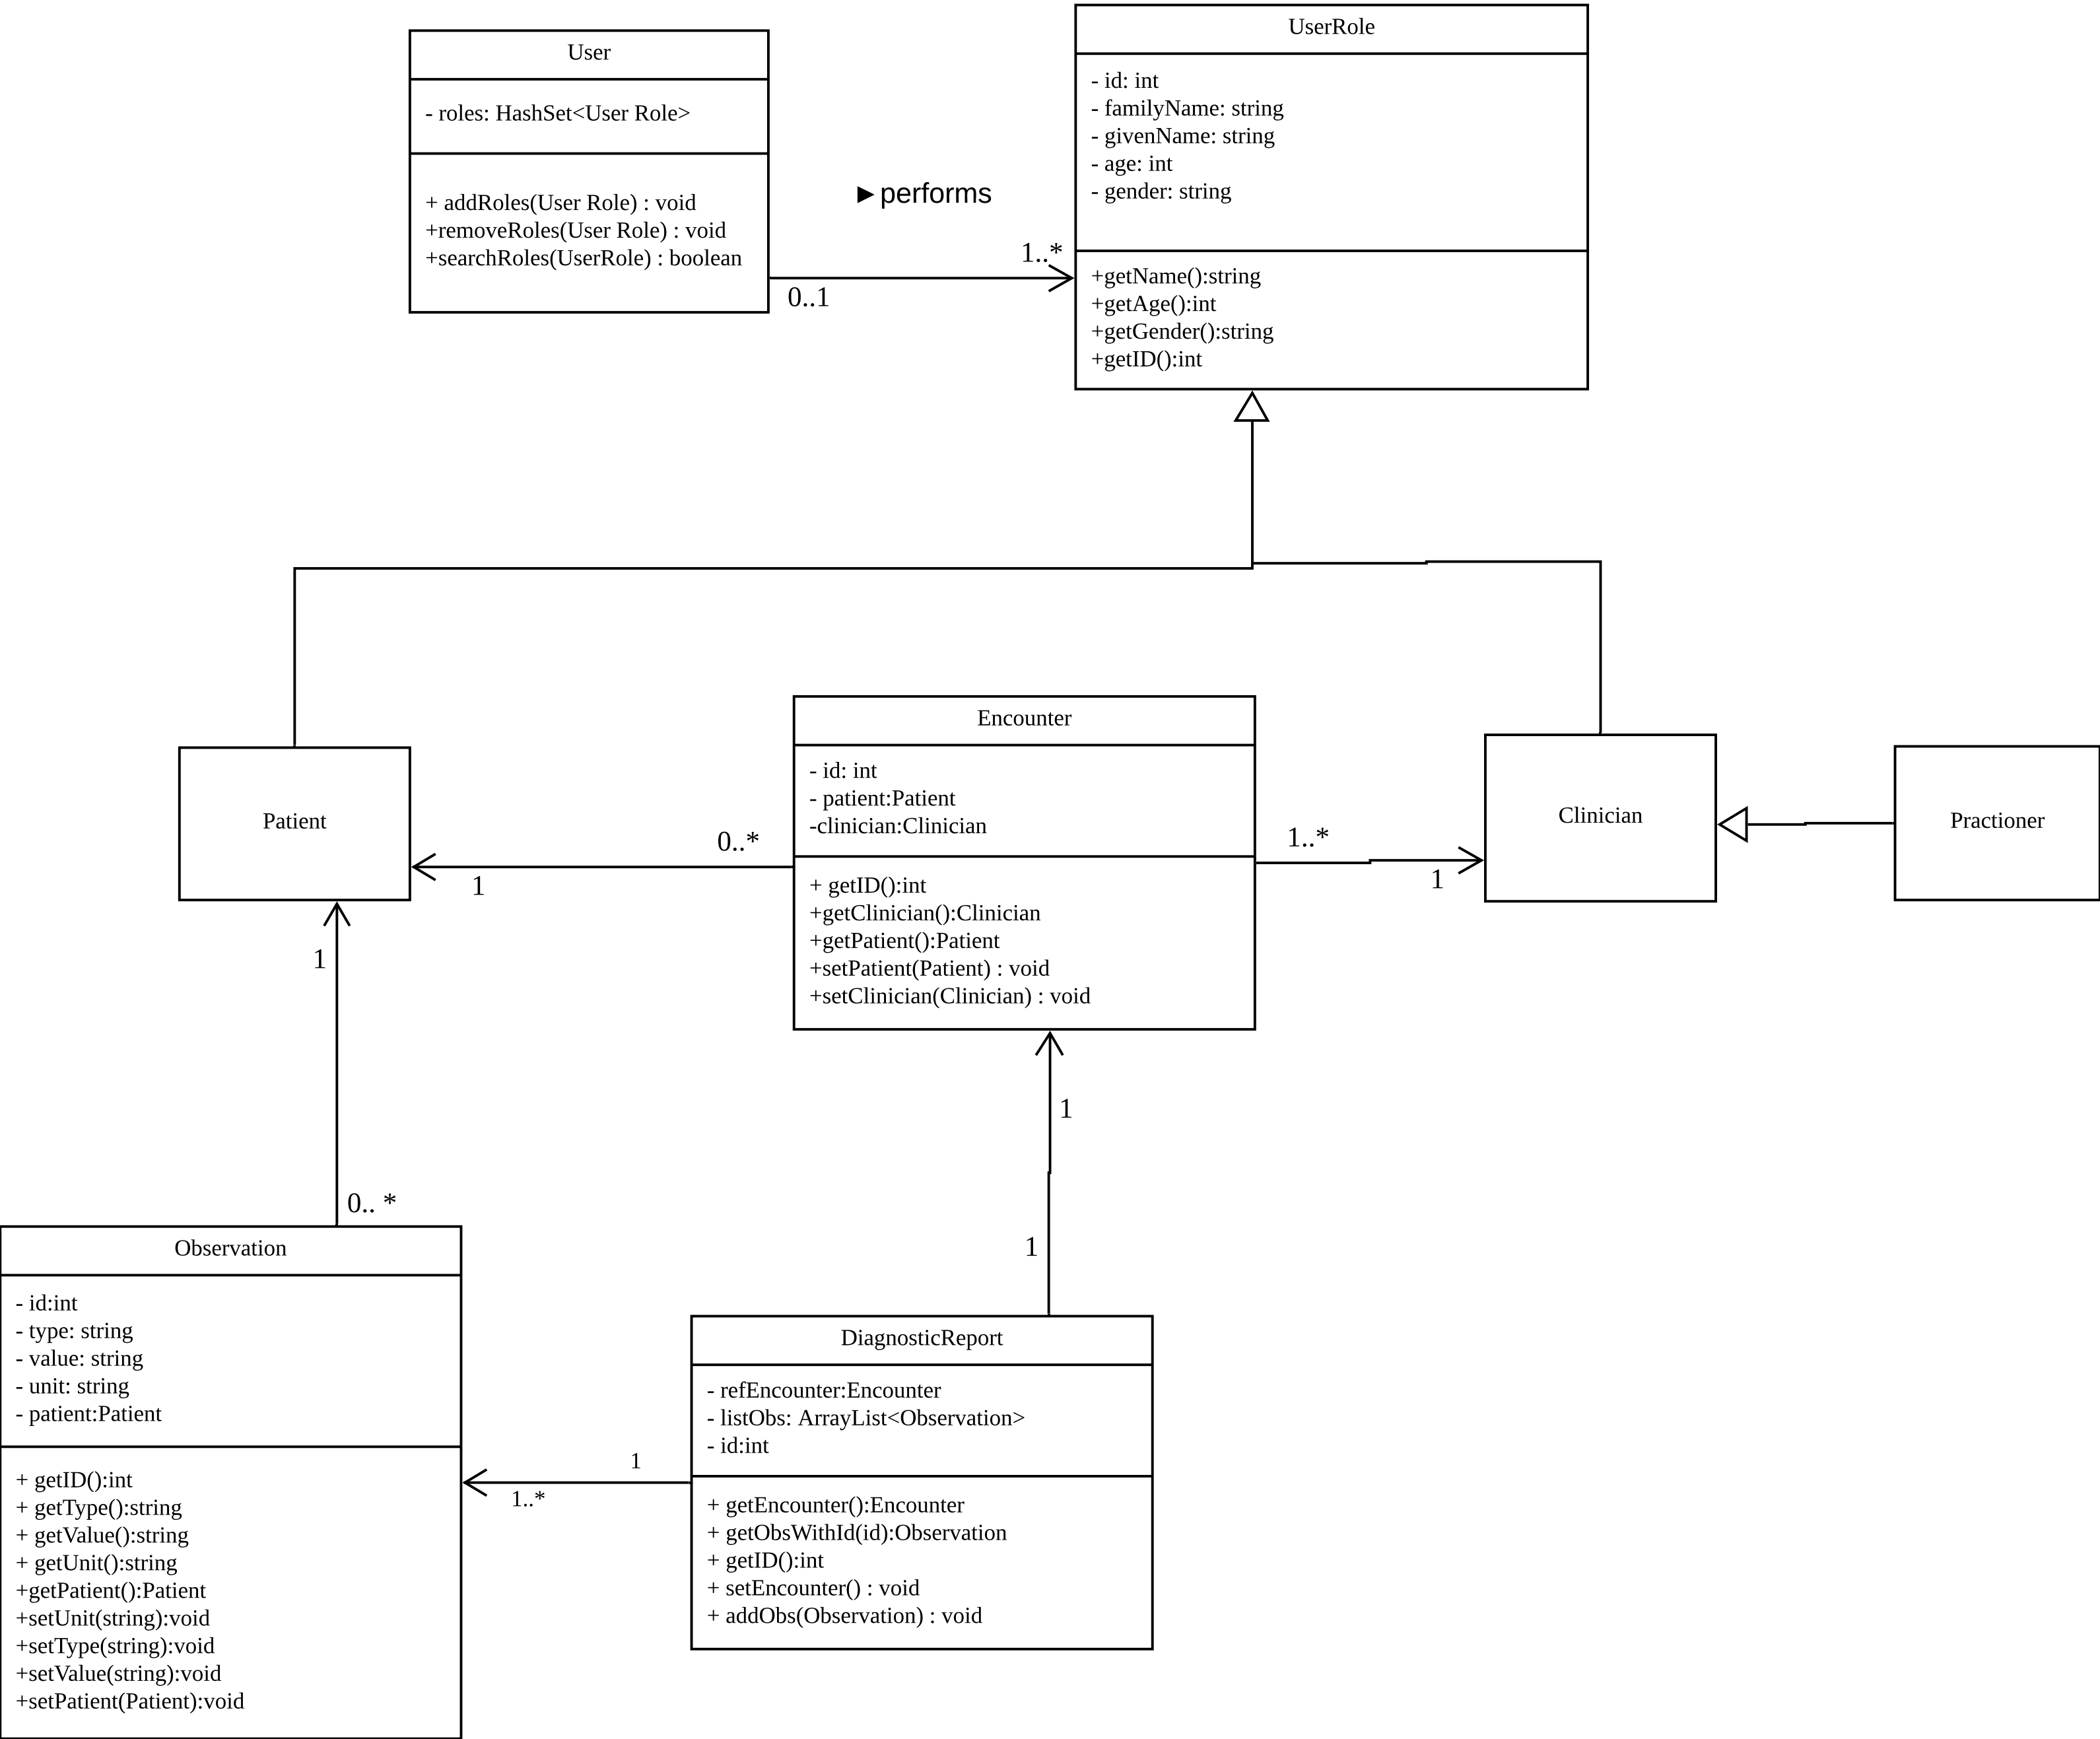 User
- roles: HashSet<User Role>
+ addRoles(User Role) : void
+removeRoles(User Role) : void
+searchRoles(UserRole) : boolean
►performs
1..*
0..1
UserRole
- id: int
- familyName: string
- givenName: string
- age: int
- gender: string
+getName():string
+getAge():int
+getGender():string
+getID():int
Patient
0..*
1
Encounter
- id: int
- patient:Patient
-clinician:Clinician
+ getID():int
+getClinician():Clinician
+getPatient():Patient
+setPatient(Patient) : void
+setClinician(Clinician) : void
1..*
1
Clinician
Practioner
1
0.. *
1
1
Observation
- id:int
- type: string
- value: string
- unit: string
- patient:Patient
+ getID():int
+ getType():string
+ getValue():string
+ getUnit():string
+getPatient():Patient
+setUnit(string):void
+setType(string):void
+setValue(string):void
+setPatient(Patient):void
1
1..*
DiagnosticReport
- refEncounter:Encounter
- listObs: ArrayList<Observation>
- id:int
+ getEncounter():Encounter
+ getObsWithId(id):Observation
+ getID():int
+ setEncounter() : void
+ addObs(Observation) : void